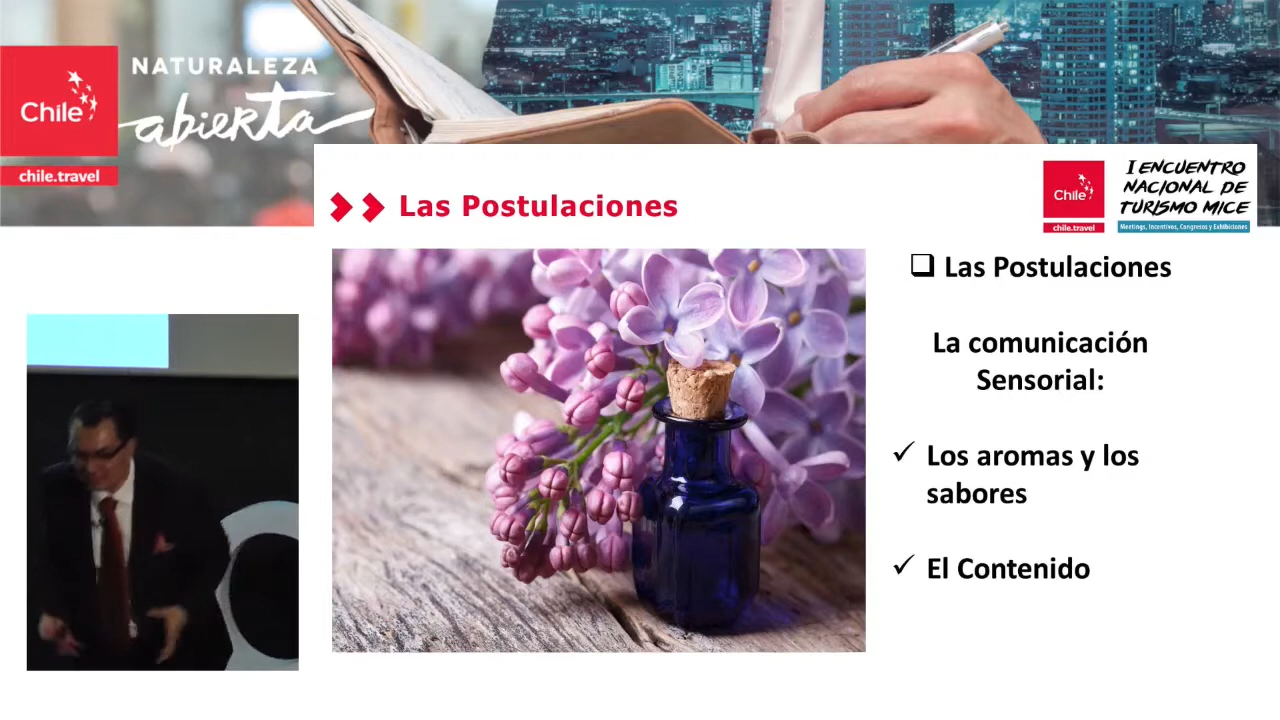 NATURALEZA
abierta
Chile
chile.travel
Las Postulaciones
Chile
chile.travel
I ENCUENTRO
NACIONAL DE
TURISMO MICE
Meetings, Incentivos, Congresos y Exhibiciones
❑ Las Postulaciones
La comunicación
Sensorial:
✓ Los aromas y los
sabores
✓ El Contenido